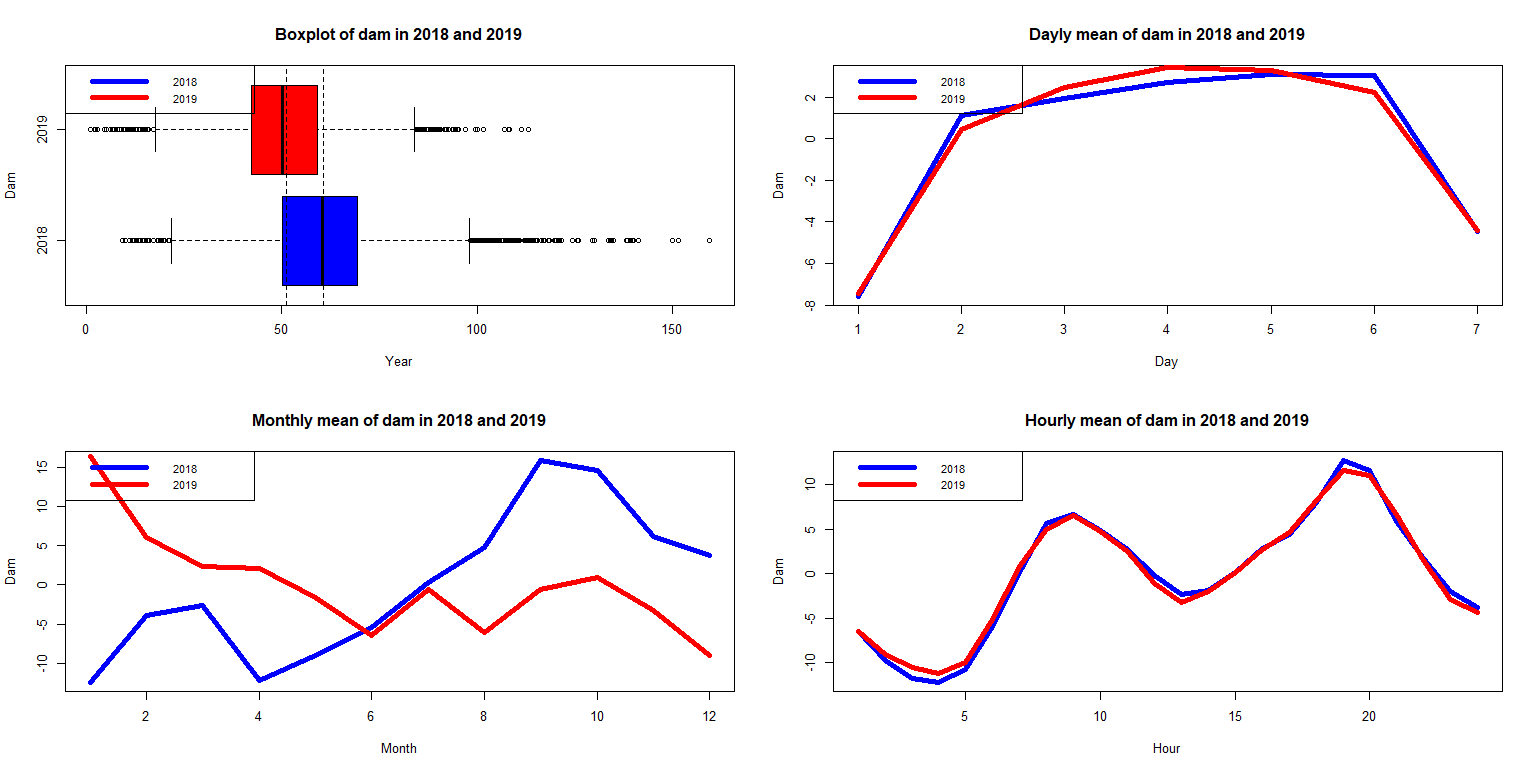 Boxplot of dam in 2018 and 2019
2018
2019
2019
2018
Dam
0 50 100 150
Year
Dayly mean of dam in 2018 and 2019
2018
2019
2
0
-2
-4
-6
-8
Dam
1 2 3 4 5 6 7
Day
Monthly mean of dam in 2018 and 2019
2018
2019
15
10
5
0
-5
-10
Dam
2 4 6 8 10 12
Month
Hourly mean of dam in 2018 and 2019
2018
2019
10
5
0
-5
-10
Dam
5 10 15 20
Hour